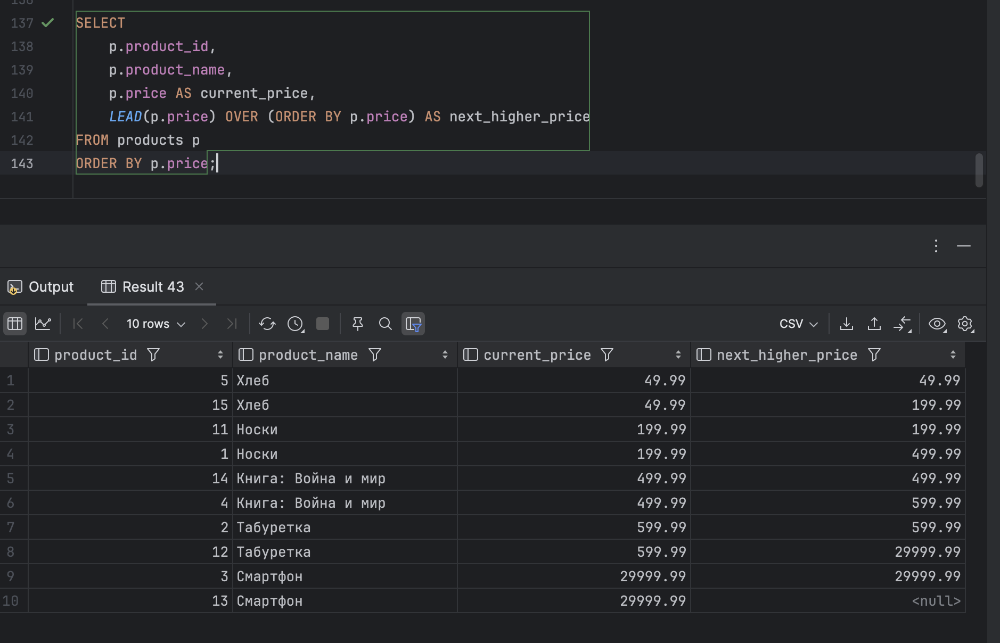 136
137 SELECT
138 p.product_id,
139 p.product_name,
140 p.price AS current_price,
141 LEAD(p.price) OVER (ORDER BY p.price) AS next_higher_price
142 FROM products p
143 ORDER BY p.price;
Output Result 43
10 rows CSV
product_id product_name current_price next_higher_price
1 5 Хлеб 49.99 49.99
2 15 Хлеб 49.99 199.99
3 11 Носки 199.99 199.99
4 1 Носки 199.99 499.99
5 14 Книга: Война и мир 499.99 499.99
6 4 Книга: Война и мир 499.99 599.99
7 2 Табуретка 599.99 599.99
8 12 Табуретка 599.99 29999.99
9 3 Смартфон 29999.99 29999.99
10 13 Смартфон 29999.99 <null>